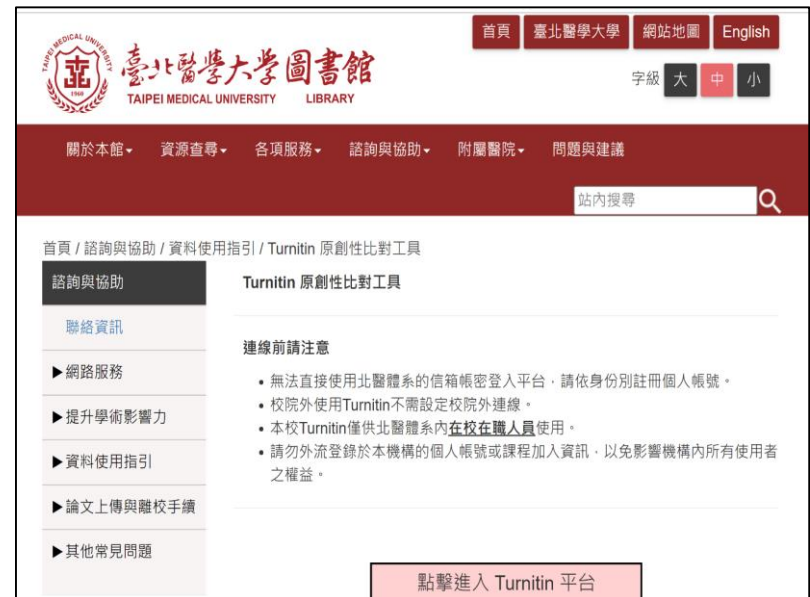 首頁 臺北醫學大學 網站地圖 English
臺北醫學大學圖書館
TAIPEI MEDICAL UNIVERSITY LIBRARY
TAIPEI MEDICAL UNIVERSITY
1960
字級 大 中 小
關於本館▾ 資源查尋▾ 各項服務▾ 諮詢與協助▾ 附屬醫院▾ 問題與建議
站內搜尋
首頁 / 諮詢與協助 / 資料使用指引 / Turnitin 原創性比對工具
諮詢與協助
聯絡資訊
▶網路服務
▶提升學術影響力
▶資料使用指引
▶論文上傳與離校手續
▶其他常見問題
Turnitin 原創性比對工具
連線前請注意
• 無法直接使用北醫體系的信箱帳密登入平台，請依身份別註冊個人帳號。
• 校院外使用Turnitin不需設定校院外連線。
• 本校Turnitin僅供北醫體系內在校在職人員使用。
• 請勿外流登錄於本機構的個人帳號或課程加入資訊，以免影響機構內所有使用者
之權益。
點擊進入 Turnitin 平台